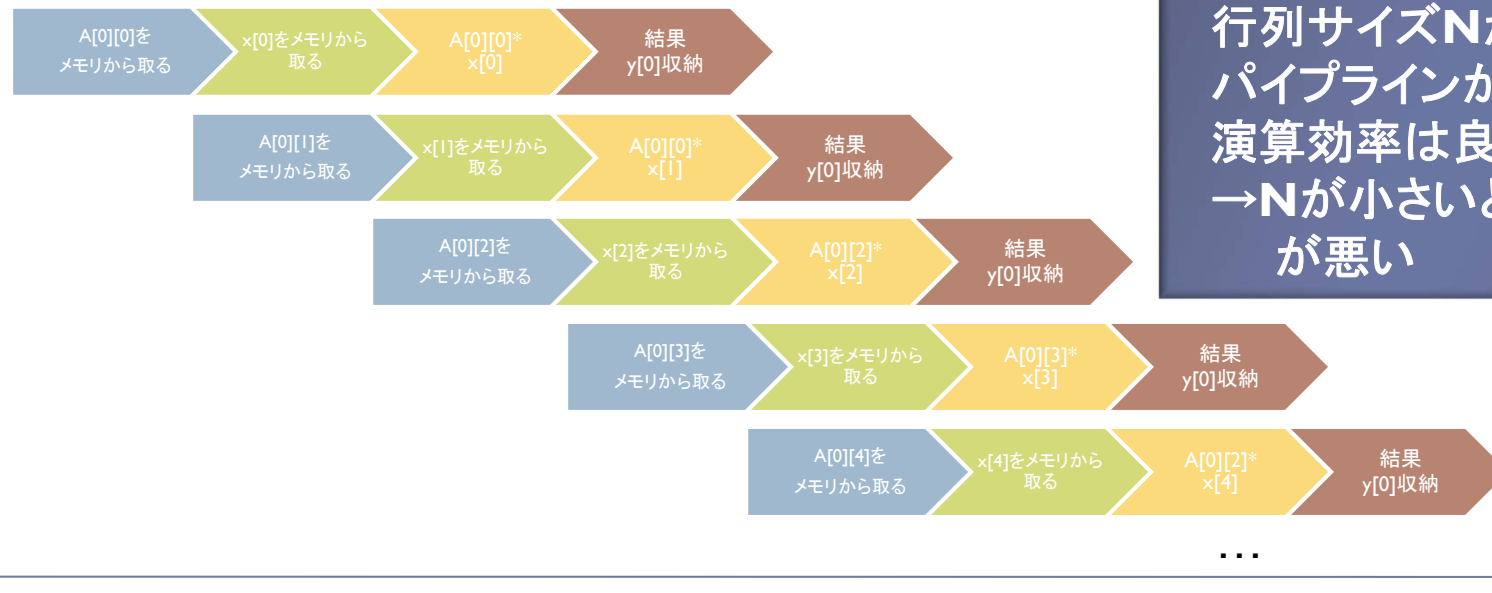 A[0][0]を
メモリから取る
x[0]をメモリから
取る
A[0][0]*
x[0]
結果
y[0]収納
A[0][1]を
メモリから取る
x[1]をメモリから
取る
A[0][0]*
x[1]
結果
y[0]収納
A[0][2]を
メモリから取る
x[2]をメモリから
取る
A[0][2]*
x[2]
結果
y[0]収納
A[0][3]を
メモリから取る
x[3]をメモリから
取る
A[0][3]*
x[3]
結果
y[0]収納
A[0][4]を
メモリから取る
x[4]をメモリから
取る
A[0][2]*
x[4]
結果
y[0]収納
…
行列サイズNが
パイプラインが
演算効率は良
→Nが小さいと
が悪い